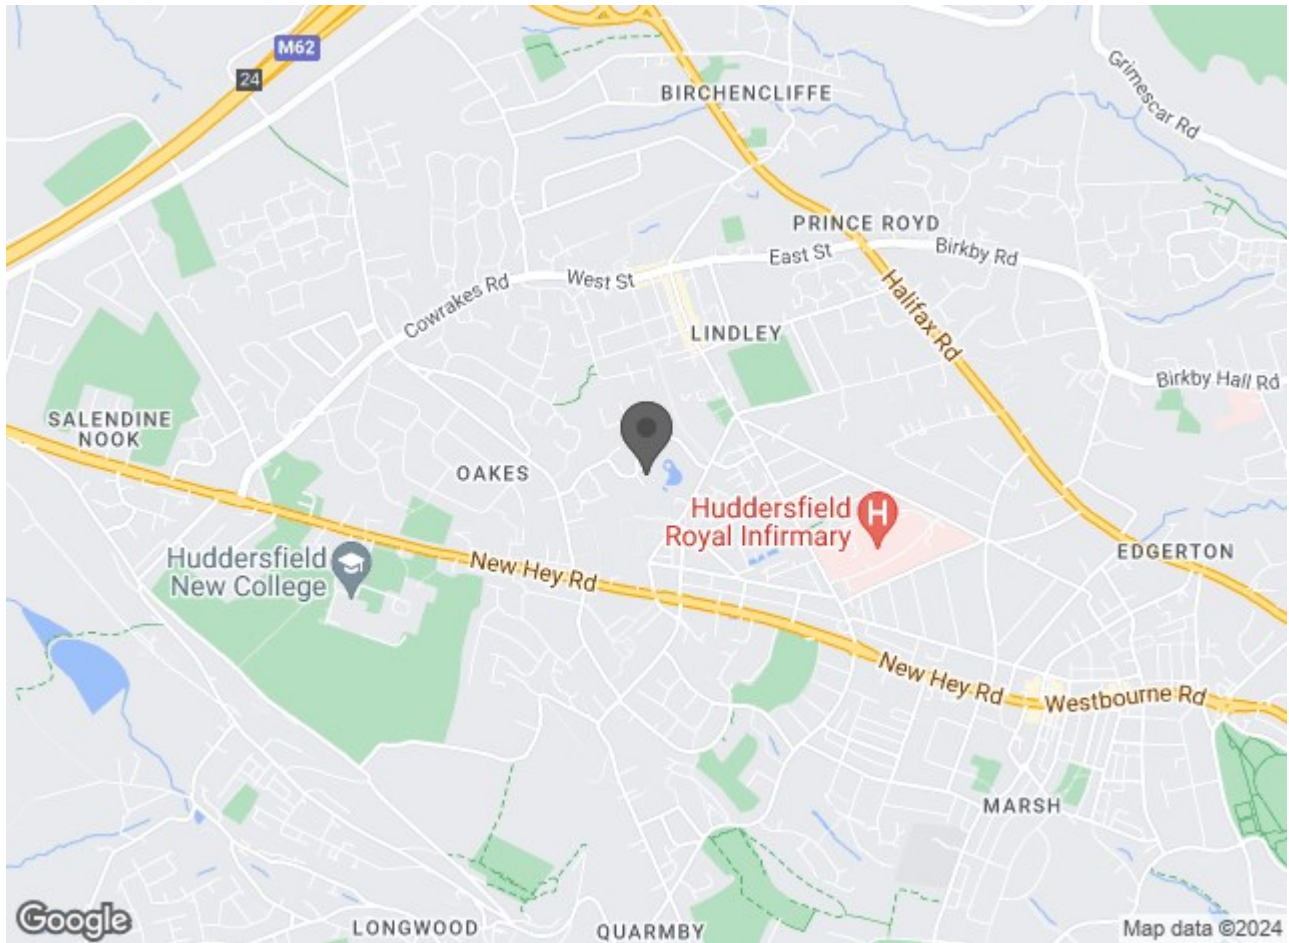 M62
24
BIRCHENCLIFFE
Grimescar Rd
PRINCE ROYD
Birkby Rd
East St
West St
Cowrakes Rd
Halifax Rd
LINDLEY
Birkby Hall Rd
SALENDINE
NOOK
OAKES
Huddersfield
Royal Infirmary
H
EDGERTON
Huddersfield
New College
New Hey Rd
New Hey Rd
Westbourne Rd
MARSH
LONGWOOD
QUARMBY
Google
Map data ©2024